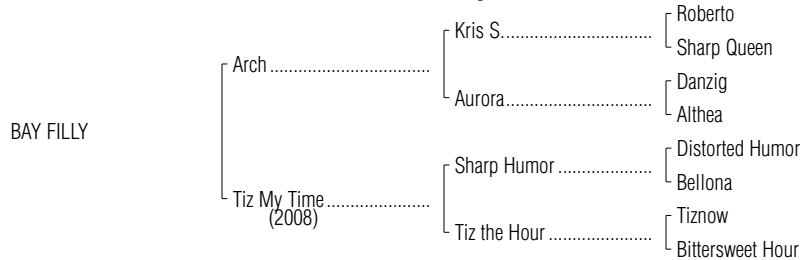 Roberto
Kris S.
Sharp Queen
Arch
Danzig
Aurora
Althea
BAY FILLY
Distorted Humor
Sharp Humor
Bellona
Tiz My Time
(2008)
Tiznow
Tiz the Hour
Bittersweet Hour